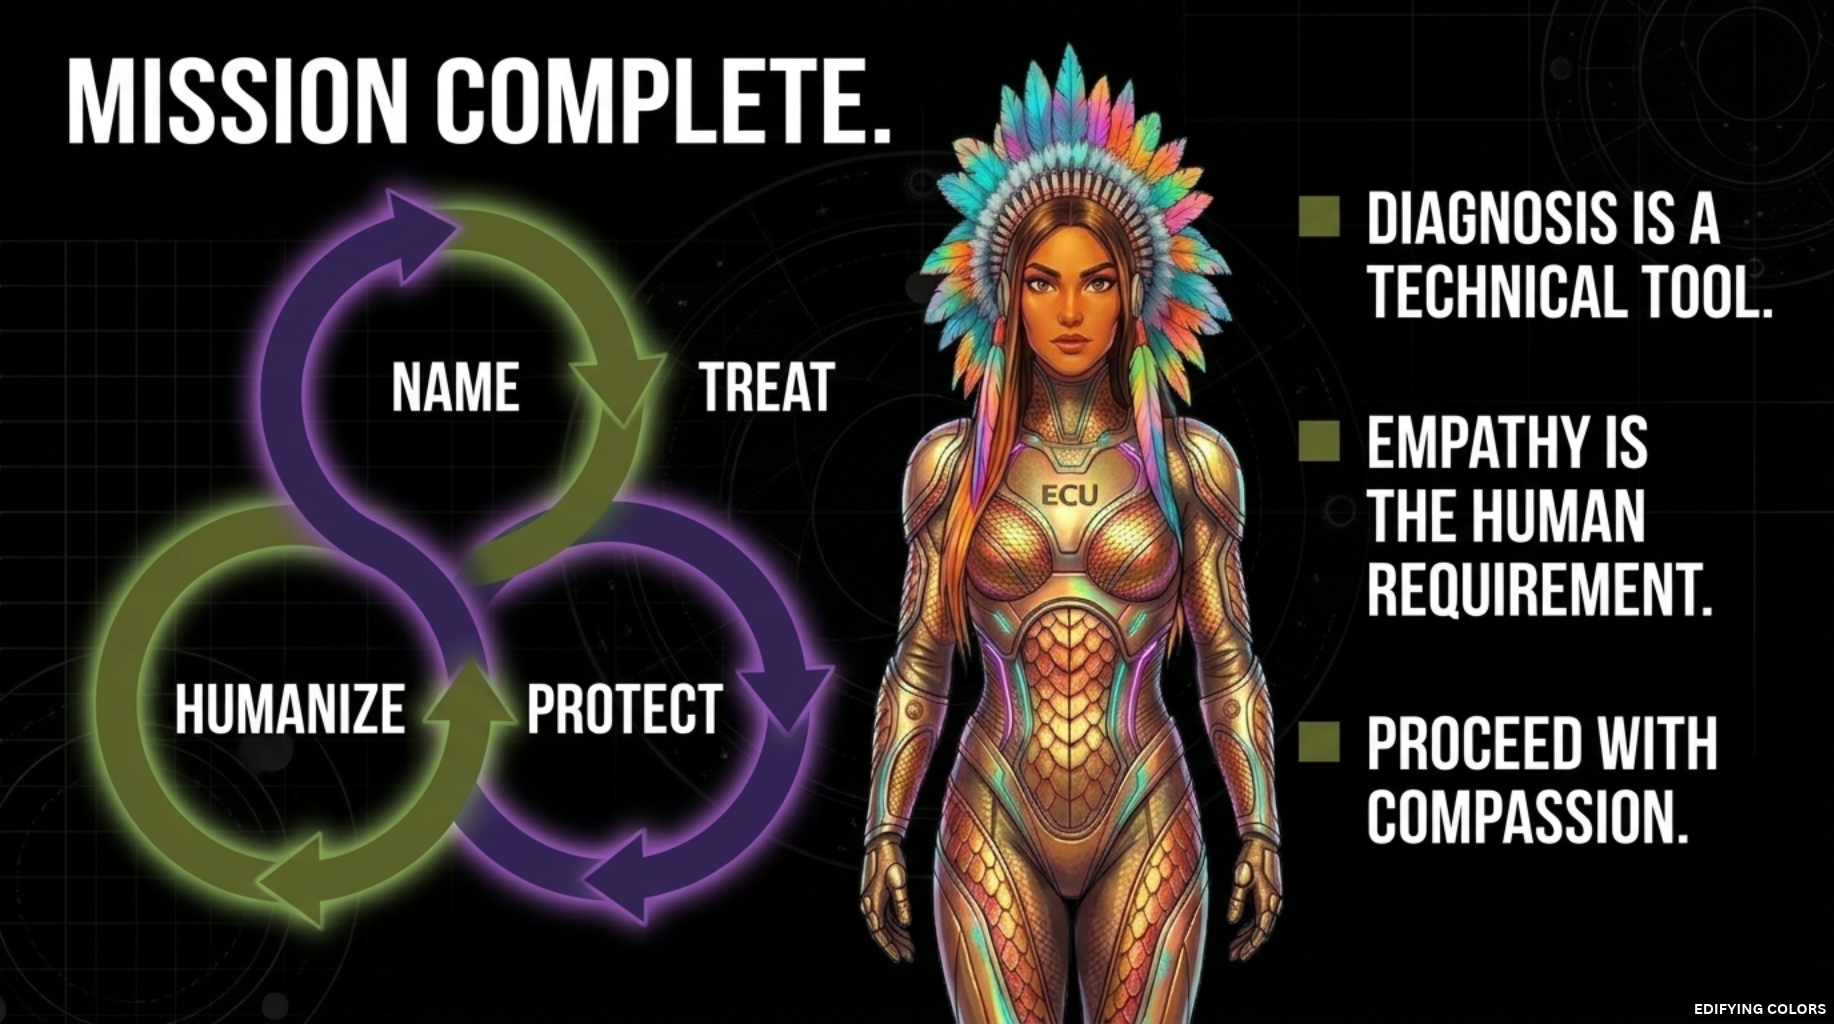 MISSION COMPLETE.
NAME
TREAT
HUMANIZE
PROTECT
ECU
DIAGNOSIS IS A
TECHNICAL TOOL.
EMPATHY IS
THE HUMAN
REQUIREMENT.
PROCEED WITH
COMPASSION.
EDIFYING COLORS